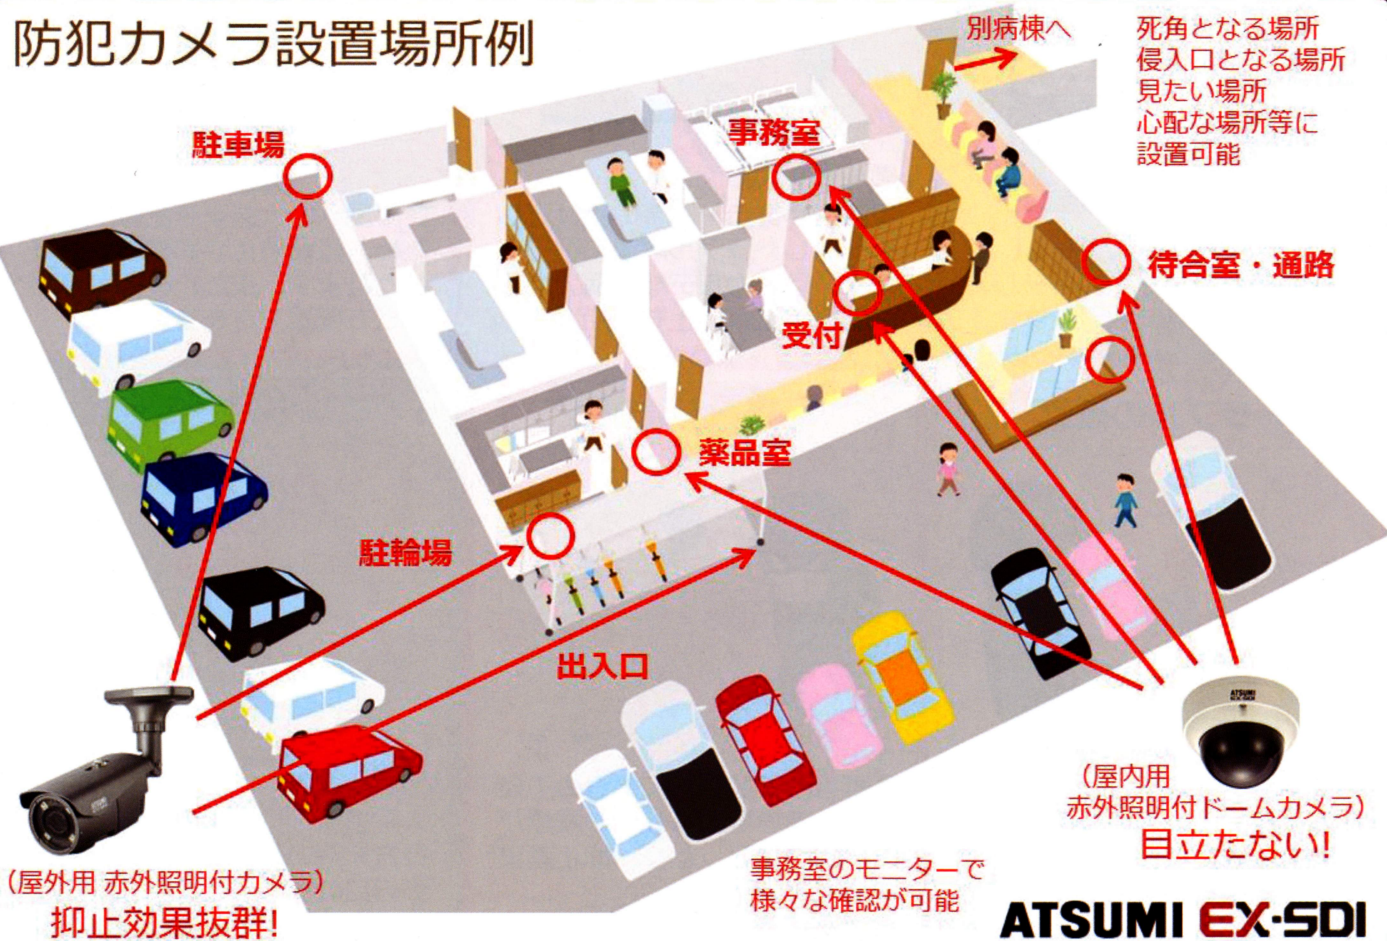 防犯カメラ設置場所例
別病棟へ
死角となる場所
侵入口となる場所
見たい場所
心配な場所等に
設置可能
駐車場
事務室
待合室・通路
受付
薬品室
駐輪場
出入口
ATSUMI
ATSUMI
EX-SDI
（屋外用 赤外照明付カメラ）
抑止効果抜群!
（屋内用
赤外照明付ドームカメラ）
目立たない!
事務室のモニターで
様々な確認が可能
ATSUMI EX-SDI